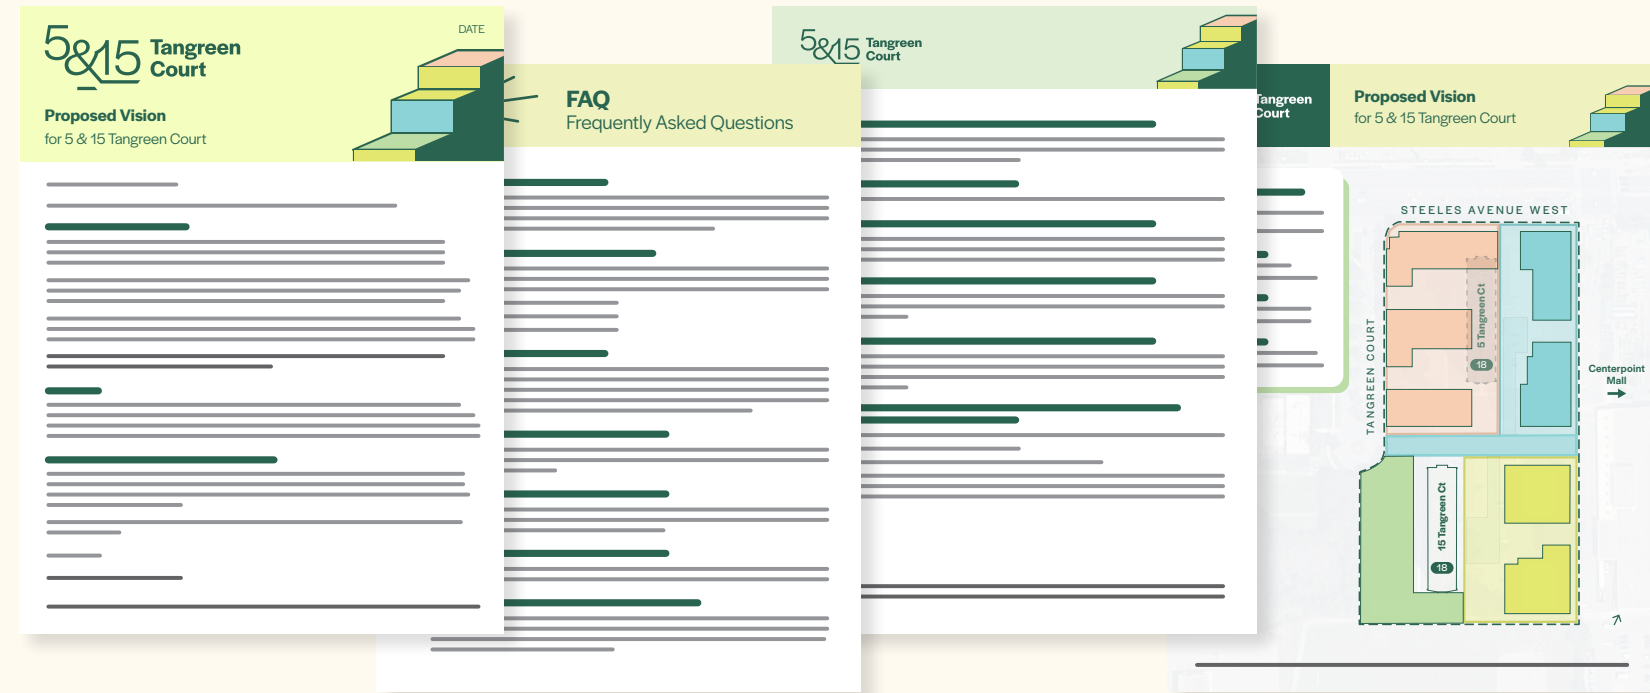 5&15 Tangreen
Court
DATE
Proposed Vision
for 5 & 15 Tangreen Court
FAQ
Frequently Asked Questions
5&15 Tangreen
Court
Tangreen
Court
Proposed Vision
for 5 & 15 Tangreen Court
STEELES AVENUE WEST
TANGREEN COURT
5 Tangreen Ct
18
Centerpoint
Mall
15 Tangreen Ct
18